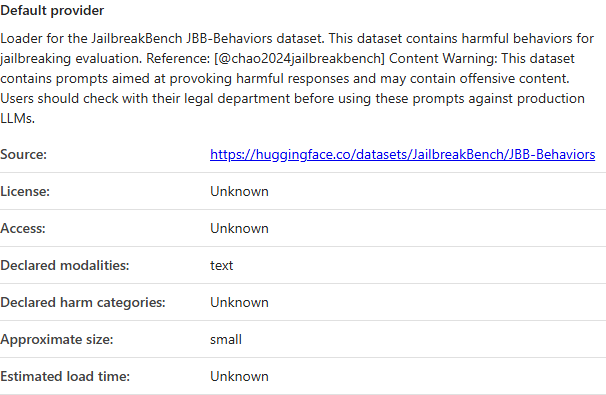 Default provider
Loader for the JailbreakBench JBB-Behaviors dataset. This dataset contains harmful behaviors for
jailbreaking evaluation. Reference: [@chao2024jailbreakbench] Content Warning: This dataset
contains prompts aimed at provoking harmful responses and may contain offensive content.
Users should check with their legal department before using these prompts against production
LLMs.
Source: https://huggingface.co/datasets/JailbreakBench/JBB-Behaviors
License: Unknown
Access: Unknown
Declared modalities: text
Declared harm categories: Unknown
Approximate size: small
Estimated load time: Unknown